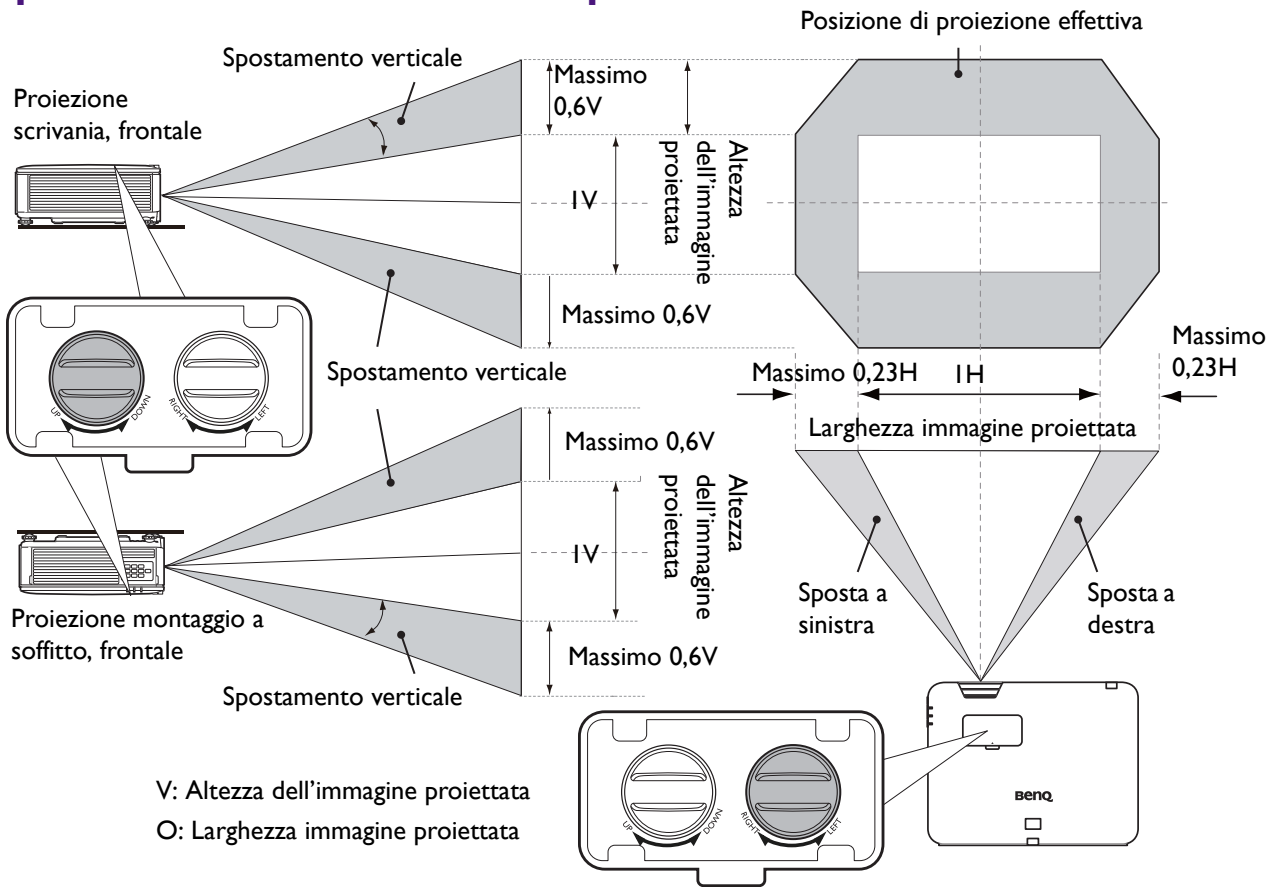 Posizione di proiezione effettiva
Spostamento verticale
Massimo
0,6V
Proiezione
scrivania, frontale
Altezza
dell'immagine
proiettata
1V
Massimo 0,6V
Spostamento verticale
Massimo 0,23H
1H
Massimo
0,23H
Larghezza immagine proiettata
UP
DOWN
RIGHT
LEFT
Massimo 0,6V
Altezza
dell'immagine
proiettata
1V
Massimo 0,6V
Proiezione montaggio a
soffitto, frontale
Spostamento verticale
Sposta a
sinistra
Sposta a
destra
UP
DOWN
RIGHT
LEFT
BenQ
V: Altezza dell'immagine proiettata
O: Larghezza immagine proiettata